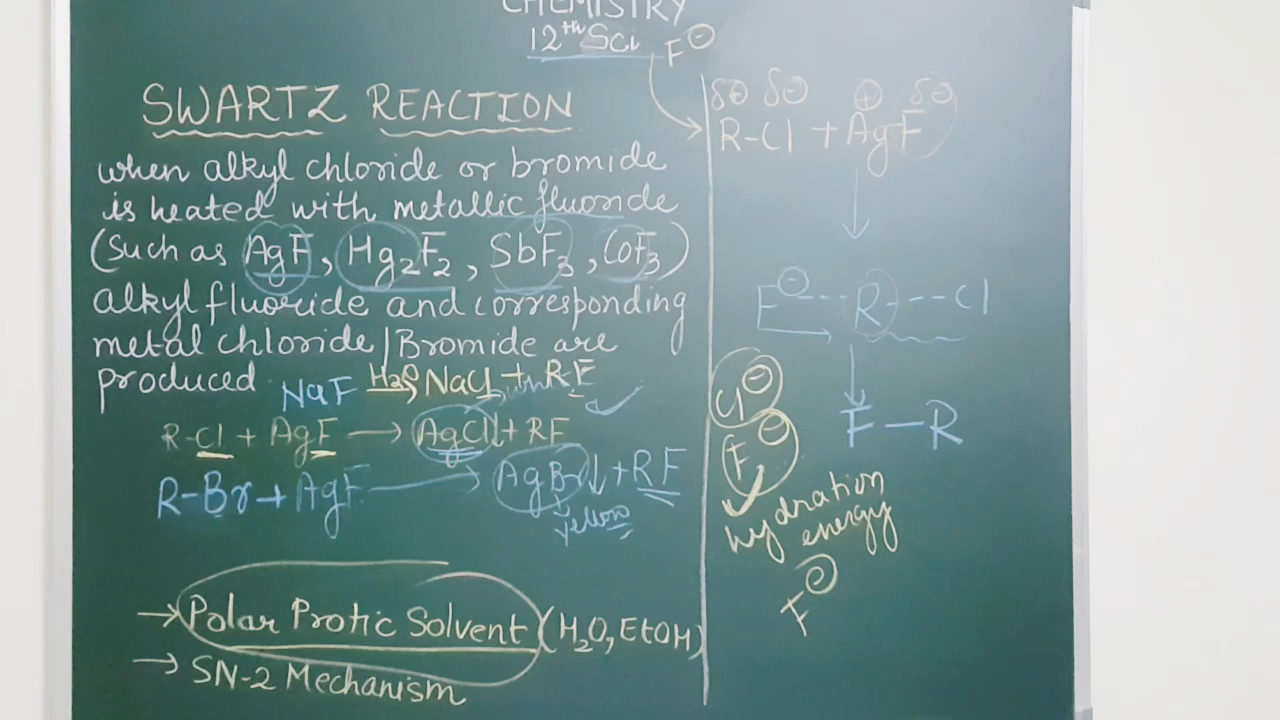 CHEMISTRY
12th Sci
SWARTZ REACTION
when alkyl chloride or bromide
is heated with metallic fluoride
(Such as AgF, Hg2F2, SbF3, CoF3)
alkyl fluoride and corresponding
metal chloride/Bromide are
produced.
NaF H2O NaCl + RF
R-Cl + AgF → AgCl↓ + RF
R-Br + AgF → AgBr↓ + RF
yellow
→ Polar Protic Solvent (H2O, EtOH)
→ SN-2 Mechanism
F⊖
δ⊕ δ⊖ ⊕ δ⊖
R-Cl + AgF
F⊖---R---Cl
F—R
Cl⊖
F⊖
hydration
energy
F⊖